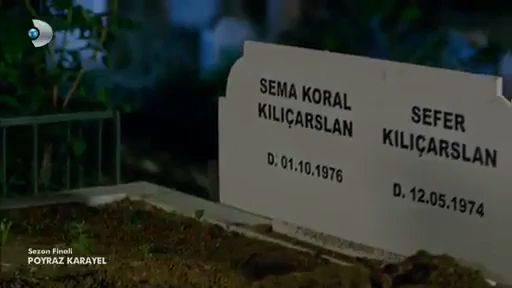 SEMA KORAL
KILIÇARSLAN
D. 01.10.1976
SEFER
KILIÇARSLAN
D. 12.05.1974
Sezon Finali
POYRAZ KARAYEL